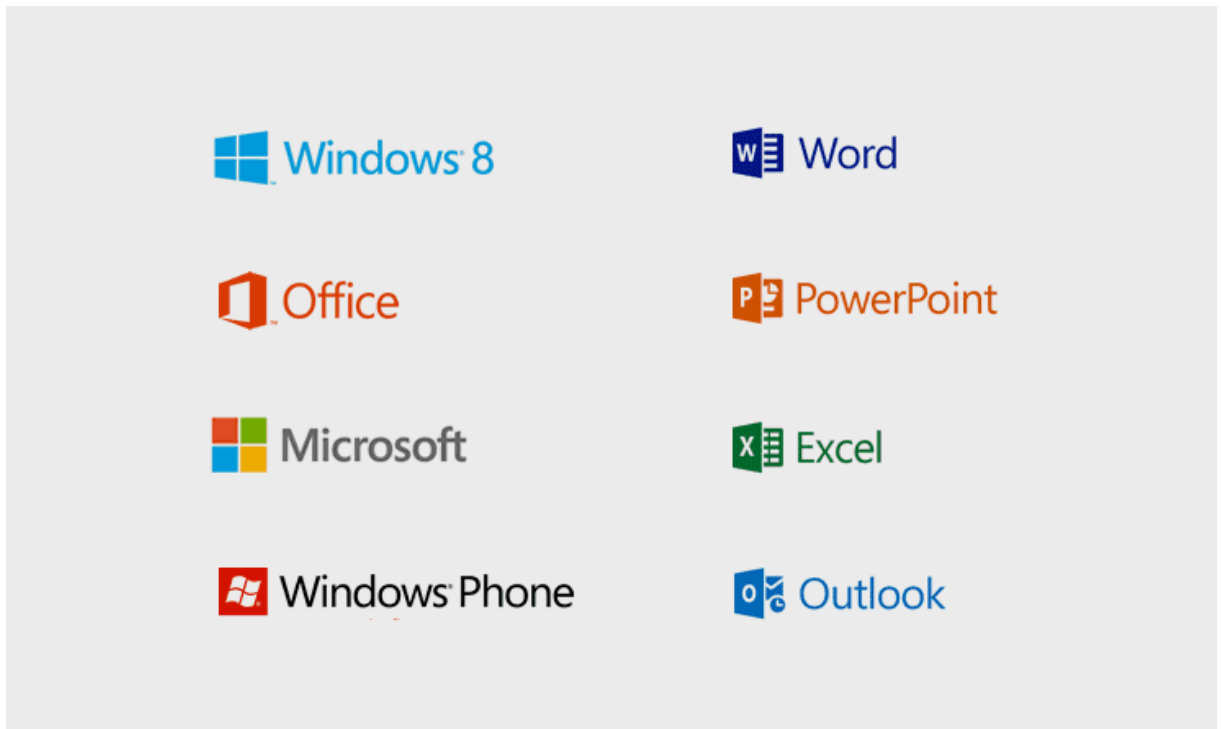 Windows® 8
Office
Microsoft
Windows® Phone
W Word
P PowerPoint
X Excel
O Outlook